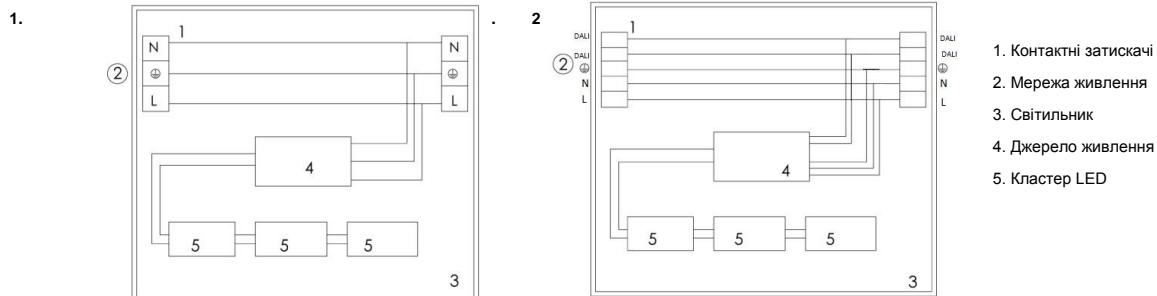 1.
. 2
1
N N
2
⏚ ⏚
L L
4
5 5 5
3
1
DALI DALI
DALI DALI
2
⏚ ⏚
N N
L L
4
5 5 5
3
1. Контактні затискачі
2. Мережа живлення
3. Світильник
4. Джерело живлення
5. Кластер LED